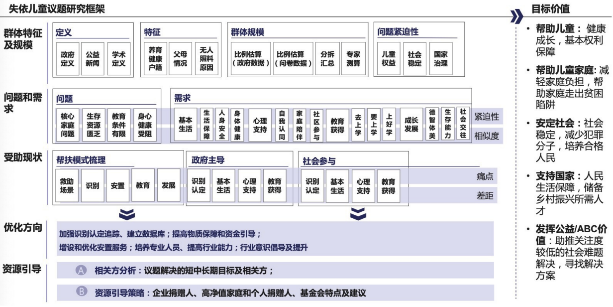 失依儿童议题研究框架
目标价值
群体特征及规模
定义
政府定义
公益新闻
学术定义
特征
养育健康户籍
父母情况
无人照料原因
群体规模
比例估算（政府数据）
比例估算（问卷数据）
分拆汇总
专家测算
问题紧迫性
儿童权益
社会稳定
国家治理
问题和需求
问题
核心家庭问题
生存资源匮乏
教育条件有限
身心健康受阻
需求
基本生活
生活保障
人身安全
身体健康
心理支持
自我认同
家庭陪伴
社区参与
教育获得
去上学
要上学
上好学
成长发展
德智体美
生存能力
社会交往
紧迫性
相似度
受助现状
帮扶模式梳理
救助场景
识别
安置
教育
发展
政府主导
识别认定
基本生活
心理支持
教育获得
社会参与
识别认定
基本生活
心理支持
教育获得
痛点
差距
优化方向
加强识别认定追踪、建立数据库；提高物质保障和资金引导；
增设和优化安置服务；培养专业人员、提高行业能力；行业意识倡导及提升
资源引导
A 相关方分析：议题解决的短中长期目标及相关方；
B 资源引导策略：企业捐赠人、高净值家庭和个人捐赠人、基金会特点及建议
• 帮助儿童： 健康
成长，基本权利
保障
• 帮助儿童家庭: 减
轻家庭负担，帮
助家庭走出贫困
陷阱
• 安定社会：社会
稳定，减少犯罪
分子，培养合格
人民
• 支持国家：人民
生活保障，储备
乡村振兴所需人
才
• 发挥公益/ABC价
值：助推关注度
较低的社会难题
解决，寻找解决
方案